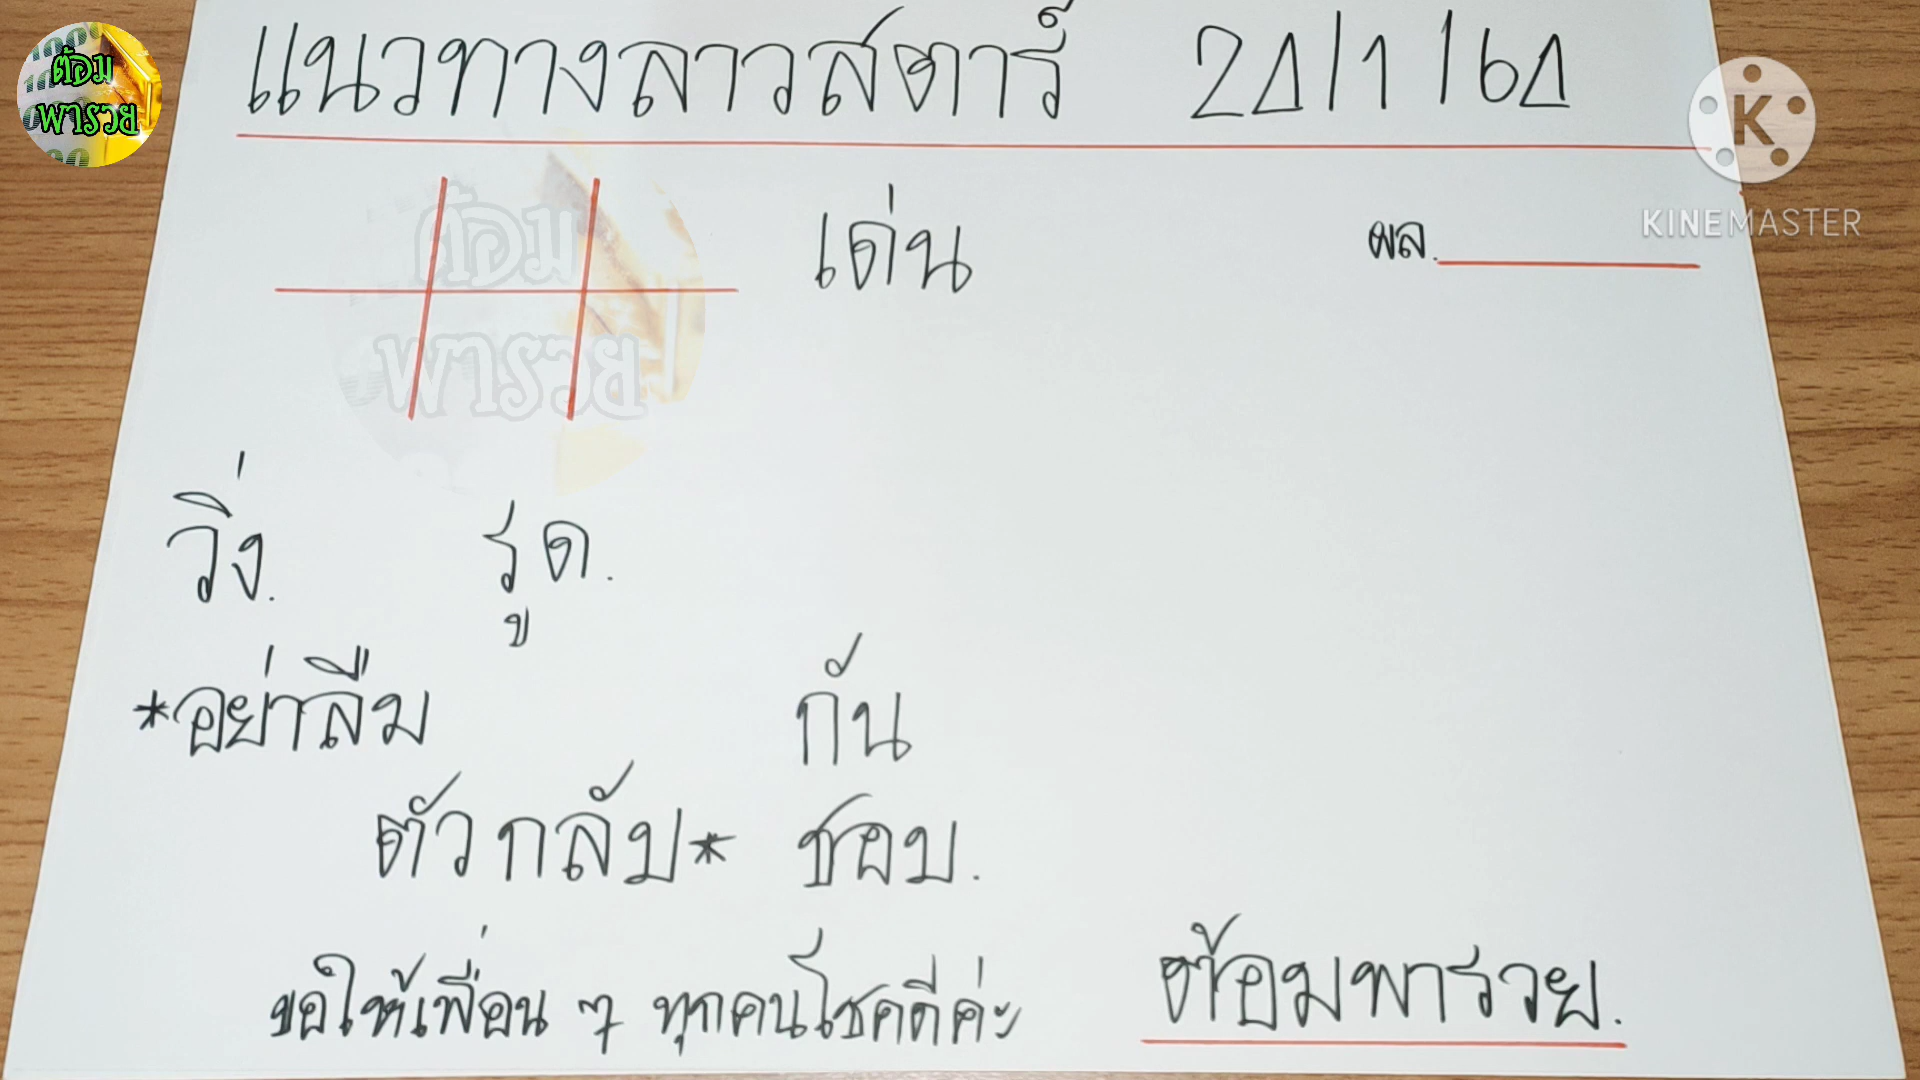 ต้อม
พารวย
แนวทางลาวสตาร์ 24/1/64
KINEMASTER
ต้อม
พารวย
เด่น
ผล.
วิ่ง. รูด.
*อย่าลืม
กัน
ตัวกลับ* ชอบ.
ขอให้เพื่อน ๆ ทุกคนโชคดีค่ะ
ต้อมพารวย.